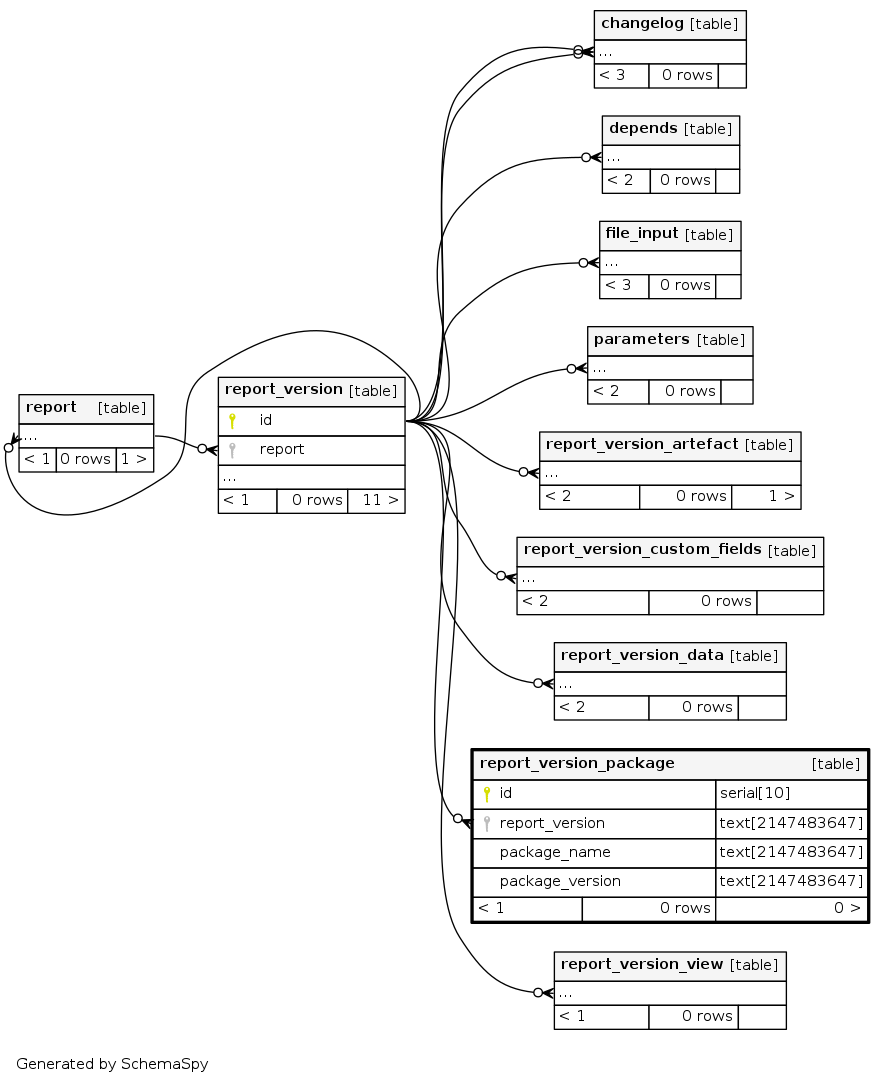 changelog [table]
...
< 3 0 rows
depends [table]
...
< 2 0 rows
file_input [table]
...
< 3 0 rows
parameters [table]
...
< 2 0 rows
report [table]
...
< 1 0 rows 1 >
report_version [table]
id
report
...
< 1 0 rows 11 >
report_version_artefact [table]
...
< 2 0 rows 1 >
report_version_custom_fields [table]
...
< 2 0 rows
report_version_data [table]
...
< 2 0 rows
report_version_package [table]
id serial[10]
report_version text[2147483647]
package_name text[2147483647]
package_version text[2147483647]
< 1 0 rows 0 >
report_version_view [table]
...
< 1 0 rows
Generated by SchemaSpy